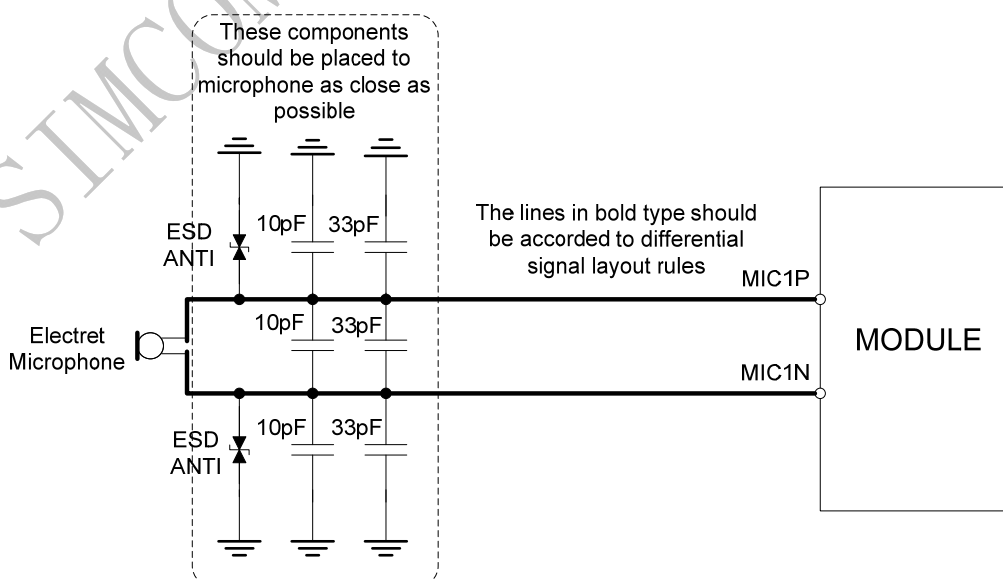 These components
should be placed to
microphone as close as
possible
SIMCOM
10pF
33pF
ESD
ANTI
The lines in bold type should
be accorded to differential
signal layout rules
MIC1P
10pF
33pF
Electret
Microphone
MODULE
MIC1N
10pF
33pF
ESD
ANTI